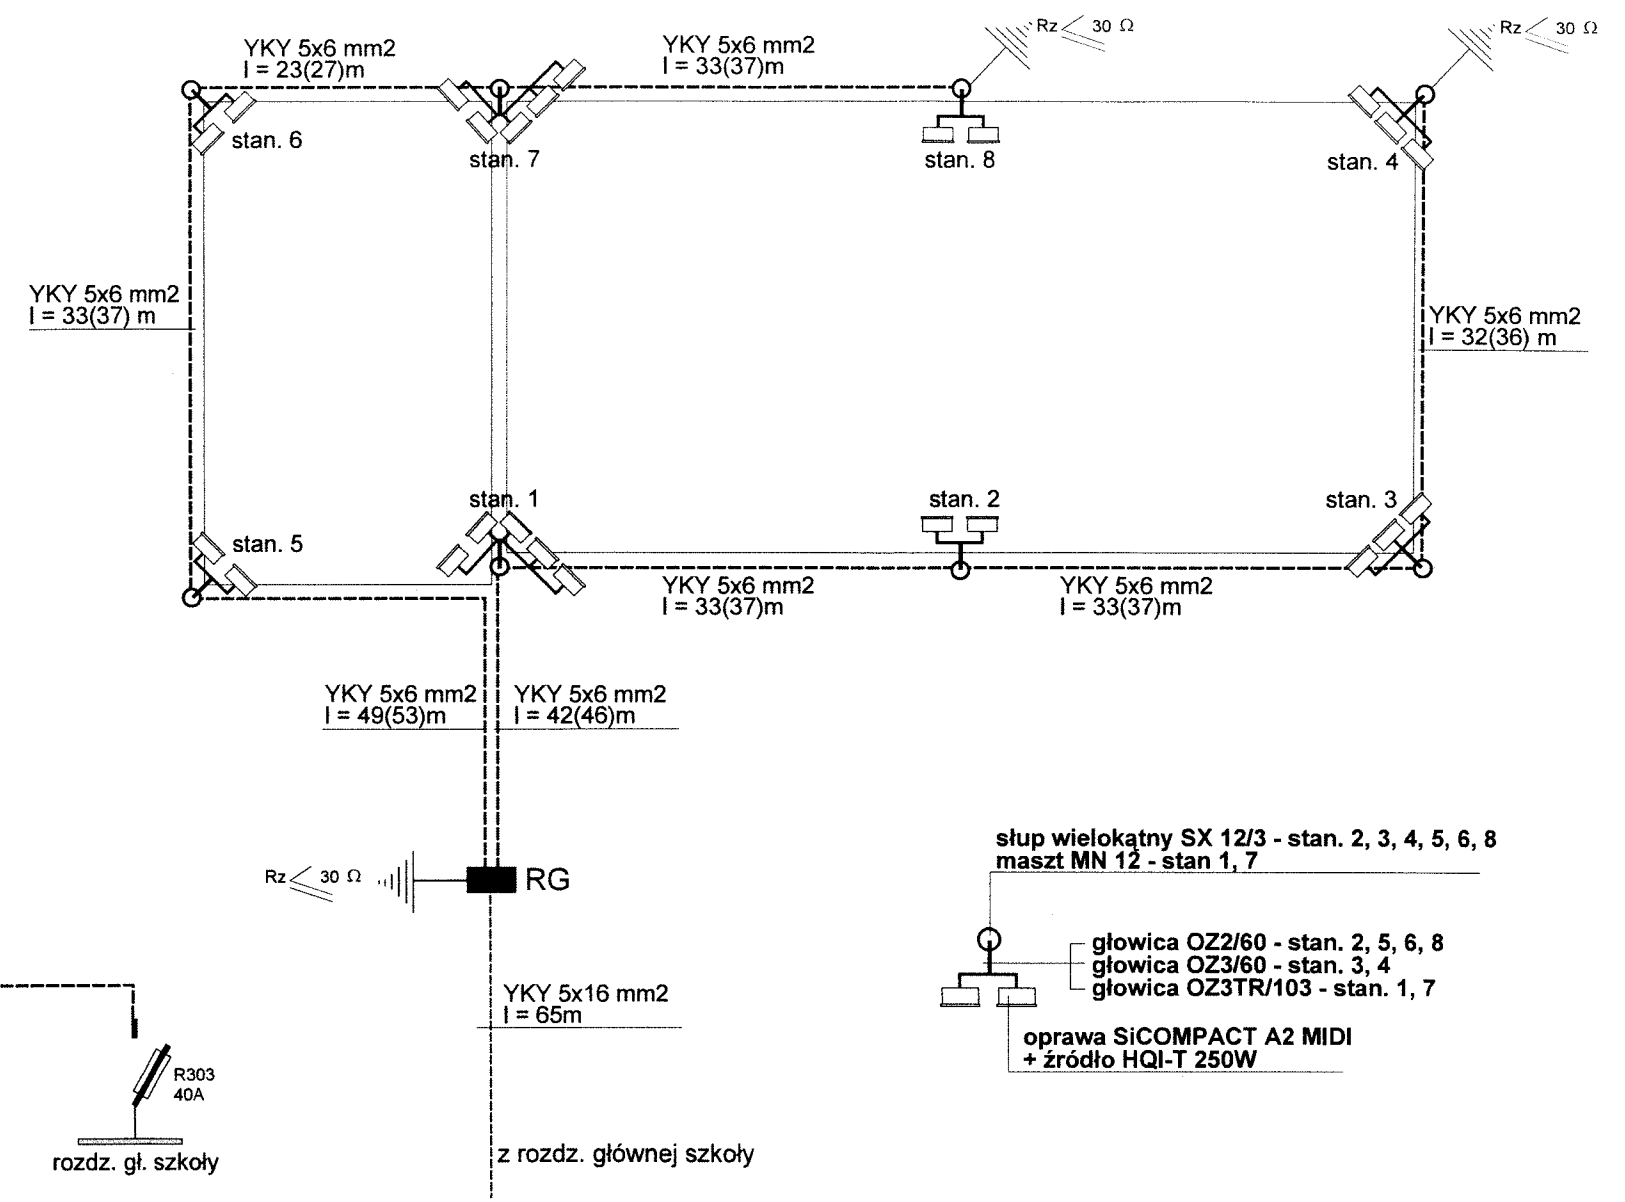 YKY 5x6 mm2
l = 23(27)m
YKY 5x6 mm2
l = 33(37)m
Rz < 30 Ω
Rz < 30 Ω
stan. 6
stan. 7
stan. 8
stan. 4
YKY 5x6 mm2
l = 33(37) m
YKY 5x6 mm2
l = 32(36) m
stan. 1
stan. 2
stan. 3
stan. 5
YKY 5x6 mm2
l = 33(37)m
YKY 5x6 mm2
l = 33(37)m
YKY 5x6 mm2
l = 49(53)m
YKY 5x6 mm2
l = 42(46)m
Rz < 30 Ω
RG
słup wielokątny SX 12/3 - stan. 2, 3, 4, 5, 6, 8
maszt MN 12 - stan 1, 7
głowica OZ2/60 - stan. 2, 5, 6, 8
głowica OZ3/60 - stan. 3, 4
głowica OZ3TR/103 - stan. 1, 7
oprawa SiCOMPACT A2 MIDI
+ źródło HQI-T 250W
YKY 5x16 mm2
l = 65m
R303
40A
rozdz. gł. szkoły
z rozdz. głównej szkoły